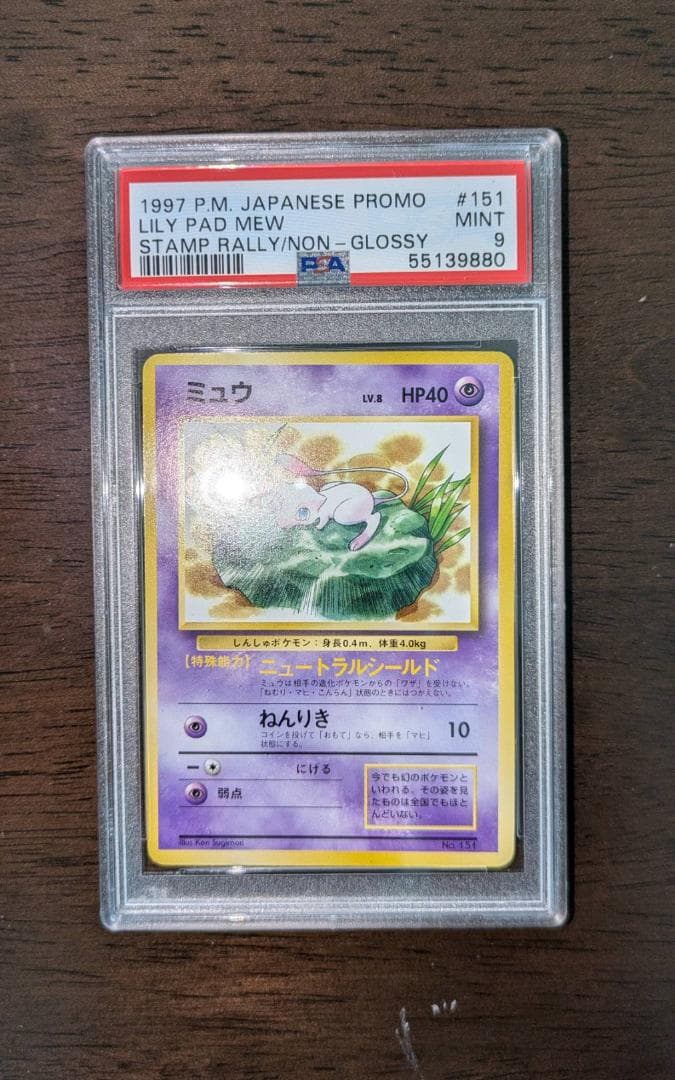 1997 P.M. JAPANESE PROMO #151
LILY PAD MEW MINT
STAMP RALLY/NON-GLOSSY 9
PSA 55139880
ミュウ LV.8 HP40
しんしゅポケモン：身長0.4m、体重4.0kg
【特殊能力】ニュートラルシールド
ミュウは相手の進化ポケモンからの「ワザ」を受けない。
「ねむり・マヒ・こんらん」状態のときにはつかえない。
ねんりき 10
コインを投げて「おもて」なら、相手を「マヒ」
状態にする。
にげる
弱点
今でも幻のポケモンと
いわれる。その姿を見
たものは全国でもほと
んどいない。
Illus. Ken Sugimori No. 151